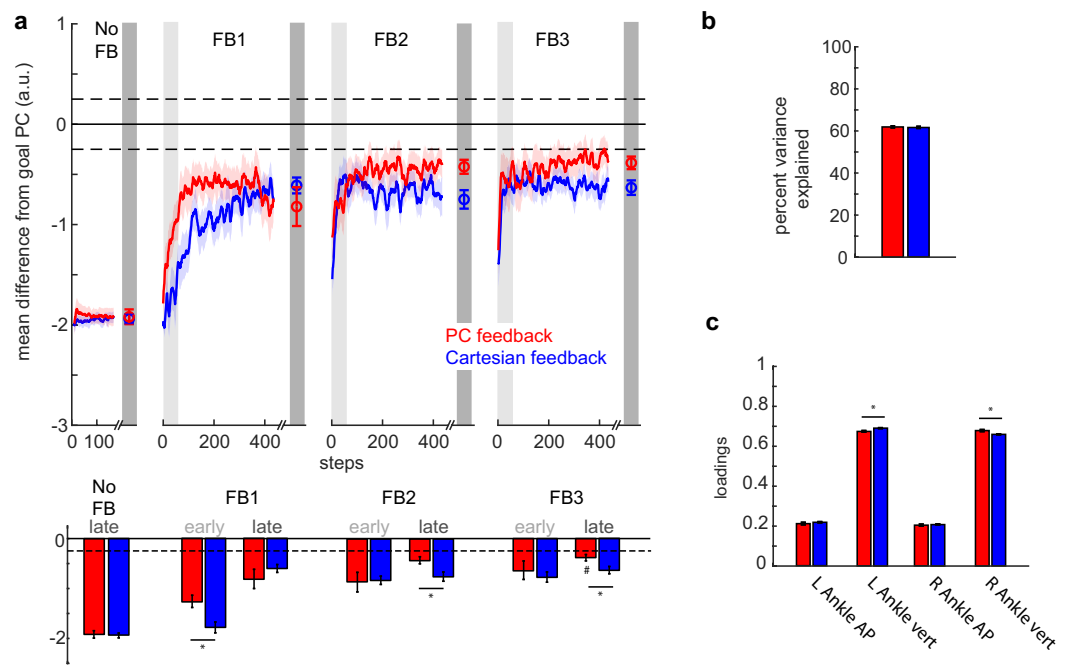 a
No
FB
FB1
FB2
FB3
mean difference from goal PC (a.u.)
1
0
-1
-2
-3
PC feedback
Cartesian feedback
0 100
0 200 400
0 200 400
0 200 400
steps
No
FB
FB1
FB2
FB3
late
early
late
early
late
early
late
0
-2
*
*
#
*
b
percent variance
explained
100
80
60
40
20
0
c
loadings
1
0.8
0.6
0.4
0.2
0
*
*
L Ankle AP
L Ankle vert
R Ankle AP
R Ankle vert